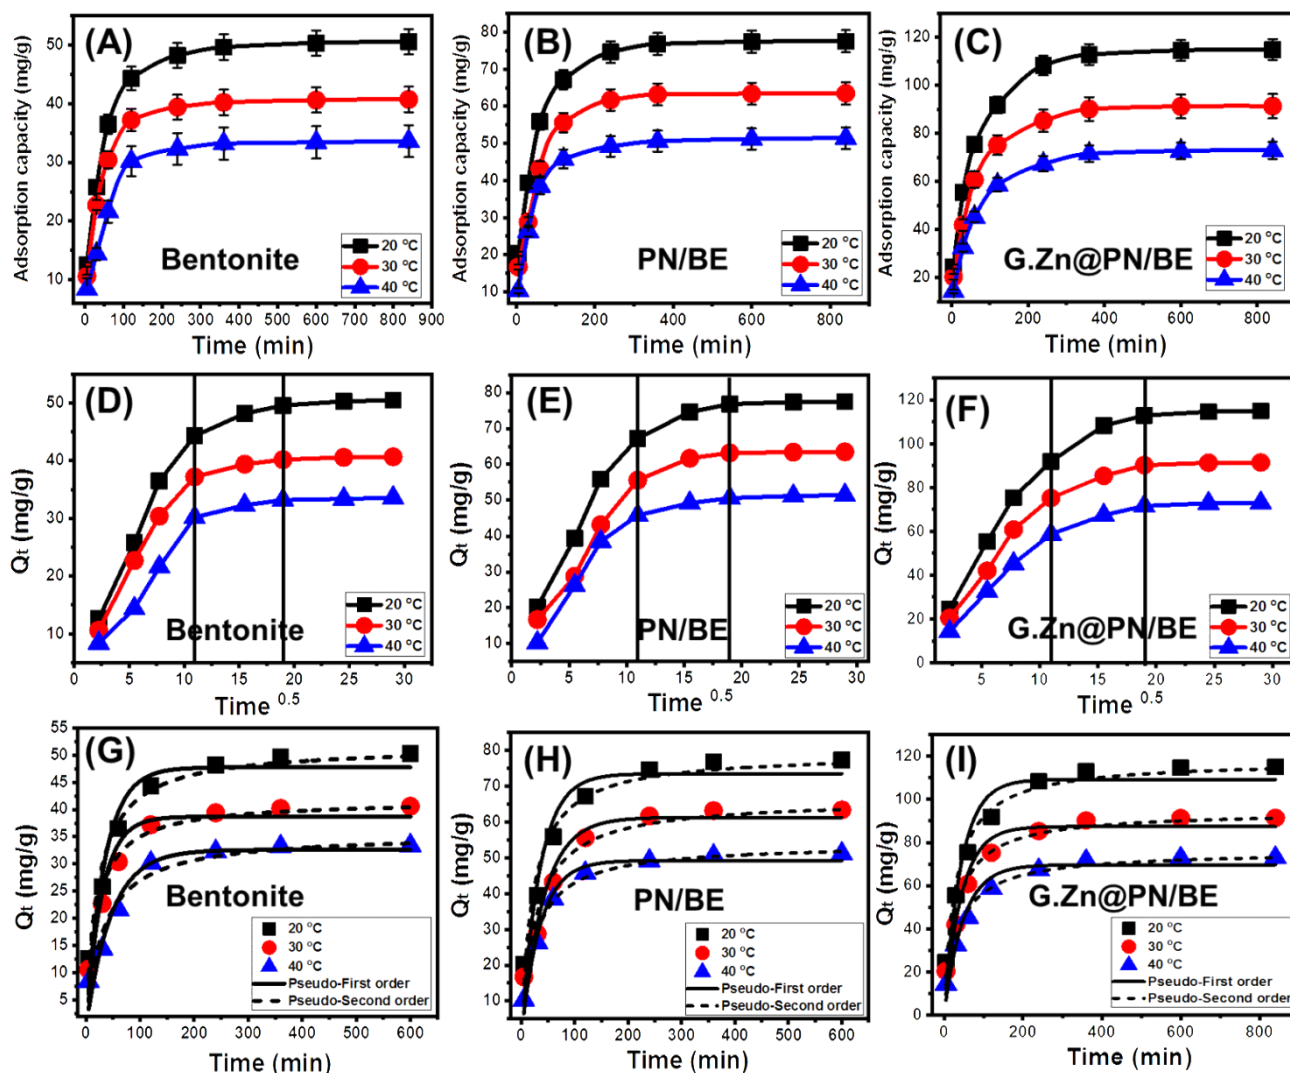 (A)
Adsorption capacity (mg/g)
50
40
30
20
10
Bentonite
20 °C
30 °C
40 °C
0 100 200 300 400 500 600 700 800 900
Time (min)
(B)
Adsorption capacity (mg/g)
80
70
60
50
40
30
20
10
PN/BE
20 °C
30 °C
40 °C
0 200 400 600 800
Time (min)
(C)
Adsorption capacity (mg/g)
120
100
80
60
40
20
G.Zn@PN/BE
20 °C
30 °C
40 °C
0 200 400 600 800
Time (min)
(D)
Qt (mg/g)
50
40
30
20
10
Bentonite
20 °C
30 °C
40 °C
0 5 10 15 20 25 30
Time 0.5
(E)
Qt (mg/g)
80
70
60
50
40
30
20
10
PN/BE
20 °C
30 °C
40 °C
0 5 10 15 20 25 30
Time 0.5
(F)
Qt (mg/g)
120
100
80
60
40
20
0
G.Zn@PN/BE
20 °C
30 °C
40 °C
5 10 15 20 25 30
Time 0.5
(G)
Qt (mg/g)
55
50
45
40
35
30
25
20
15
10
5
Bentonite
20 °C
30 °C
40 °C
Pseudo-First order
Pseudo-Second order
0 100 200 300 400 500 600
Time (min)
(H)
Qt (mg/g)
80
70
60
50
40
30
20
10
PN/BE
20 °C
30 °C
40 °C
Pseudo-First order
Pseudo-Second order
0 100 200 300 400 500 600
Time (min)
(I)
Qt (mg/g)
120
100
80
60
40
20
0
G.Zn@PN/BE
20 °C
30 °C
40 °C
Pseudo-First order
Pseudo-Second order
0 200 400 600 800
Time (min)